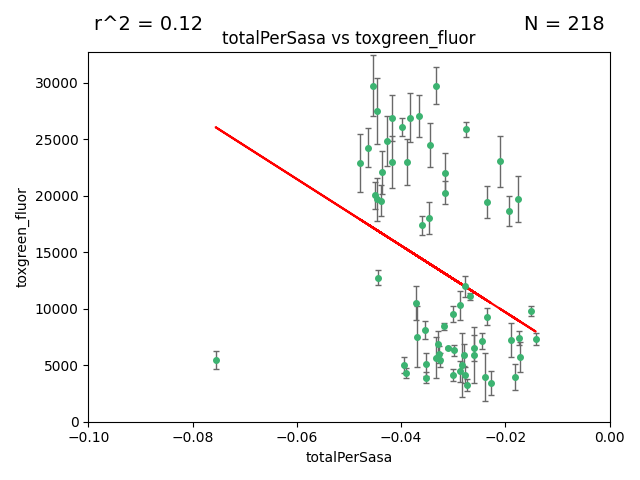 r^2 = 0.12
N = 218
totalPerSasa vs toxgreen_fluor
30000
25000
20000
15000
10000
5000
0
toxgreen_fluor
−0.10
−0.08
−0.06
−0.04
−0.02
0.00
totalPerSasa